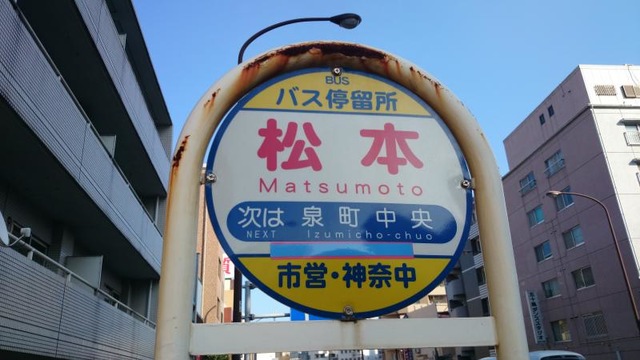 BUS
バス停留所
松本
Matsumoto
次は 泉町中央
NEXT Izumicho-chuo
市営・神奈中